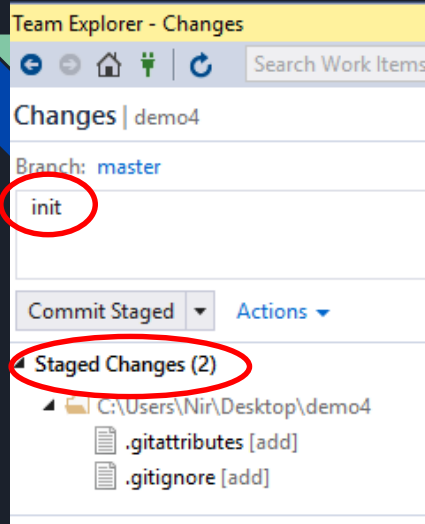 Team Explorer - Changes
Search Work Items
Changes | demo4
Branch: master
init
Commit Staged Actions
Staged Changes (2)
C:\Users\Nir\Desktop\demo4
.gitattributes [add]
.gitignore [add]